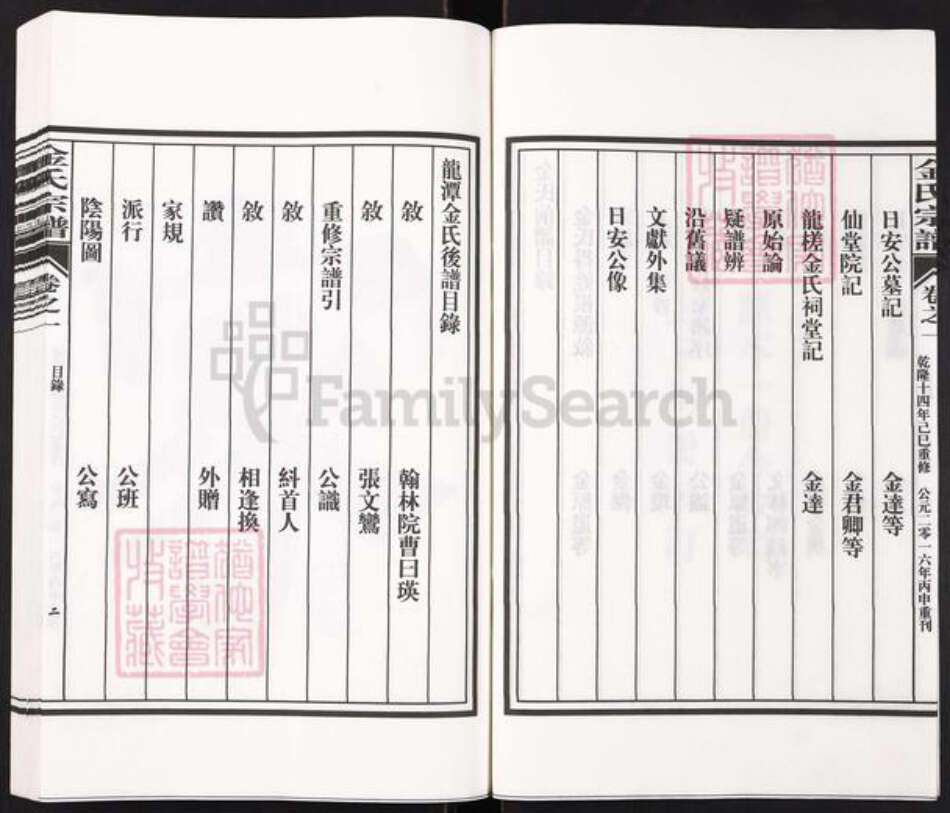 金氏宗譜 卷之一 乾隆十四年己巳重修 公元二零一六年丙申重刊
日安公墓記 金達等
仙堂院記 金君卿等
龍槎金氏祠堂記 金達
原始論
疑譜辨
沿舊議
文獻外集
日安公像
龍潭金氏後譜目錄
敘 翰林院曹曰瑛
敘 張文鸞
重修宗譜引 公識
敘 糾首人
敘 相逢換
讚 外贈
家規
派行 公班
陰陽圖 公寫
金氏宗譜 卷之一 目錄 二
FamilySearch